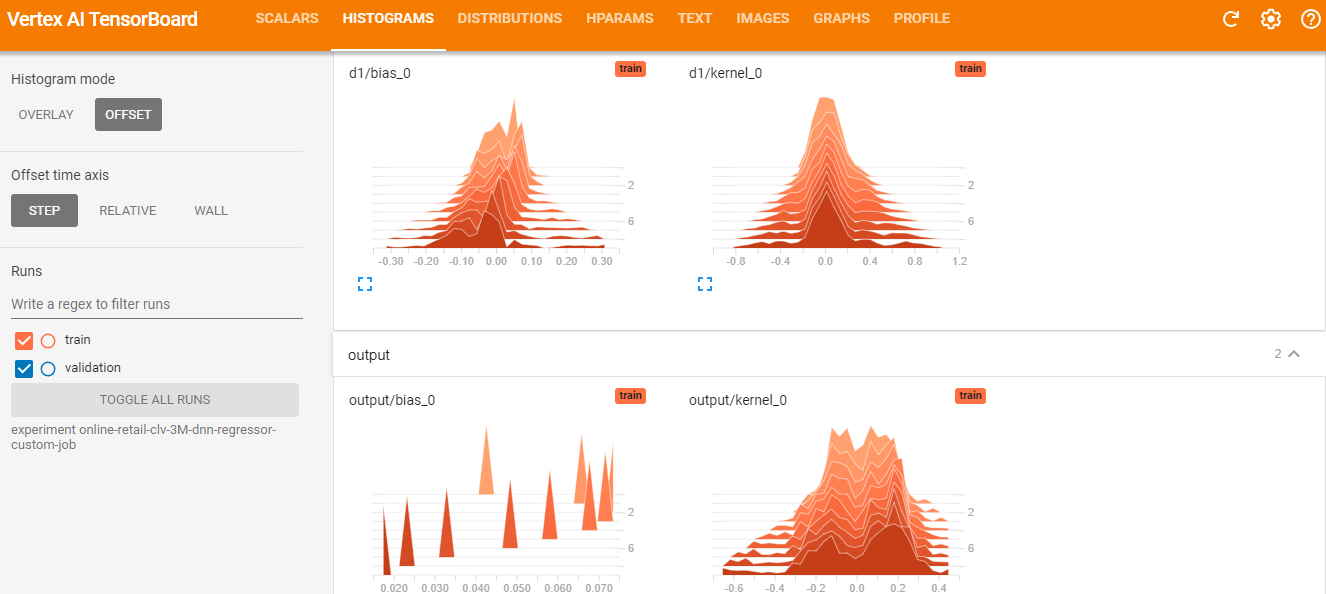 Vertex AI TensorBoard SCALARS HISTOGRAMS DISTRIBUTIONS HPARAMS TEXT IMAGES GRAPHS PROFILE
Histogram mode
OVERLAY OFFSET
Offset time axis
STEP RELATIVE WALL
Runs
Write a regex to filter runs
train
validation
TOGGLE ALL RUNS
experiment online-retail-clv-3M-dnn-regressor-
custom-job
d1/bias_0 train
2
6
-0.30 -0.20 -0.10 0.00 0.10 0.20 0.30
d1/kernel_0 train
2
6
-0.8 -0.4 0.0 0.4 0.8 1.2
output 2
output/bias_0 train
2
6
0.020 0.030 0.040 0.050 0.060 0.070
output/kernel_0 train
2
6
-0.6 -0.4 -0.2 0.0 0.2 0.4